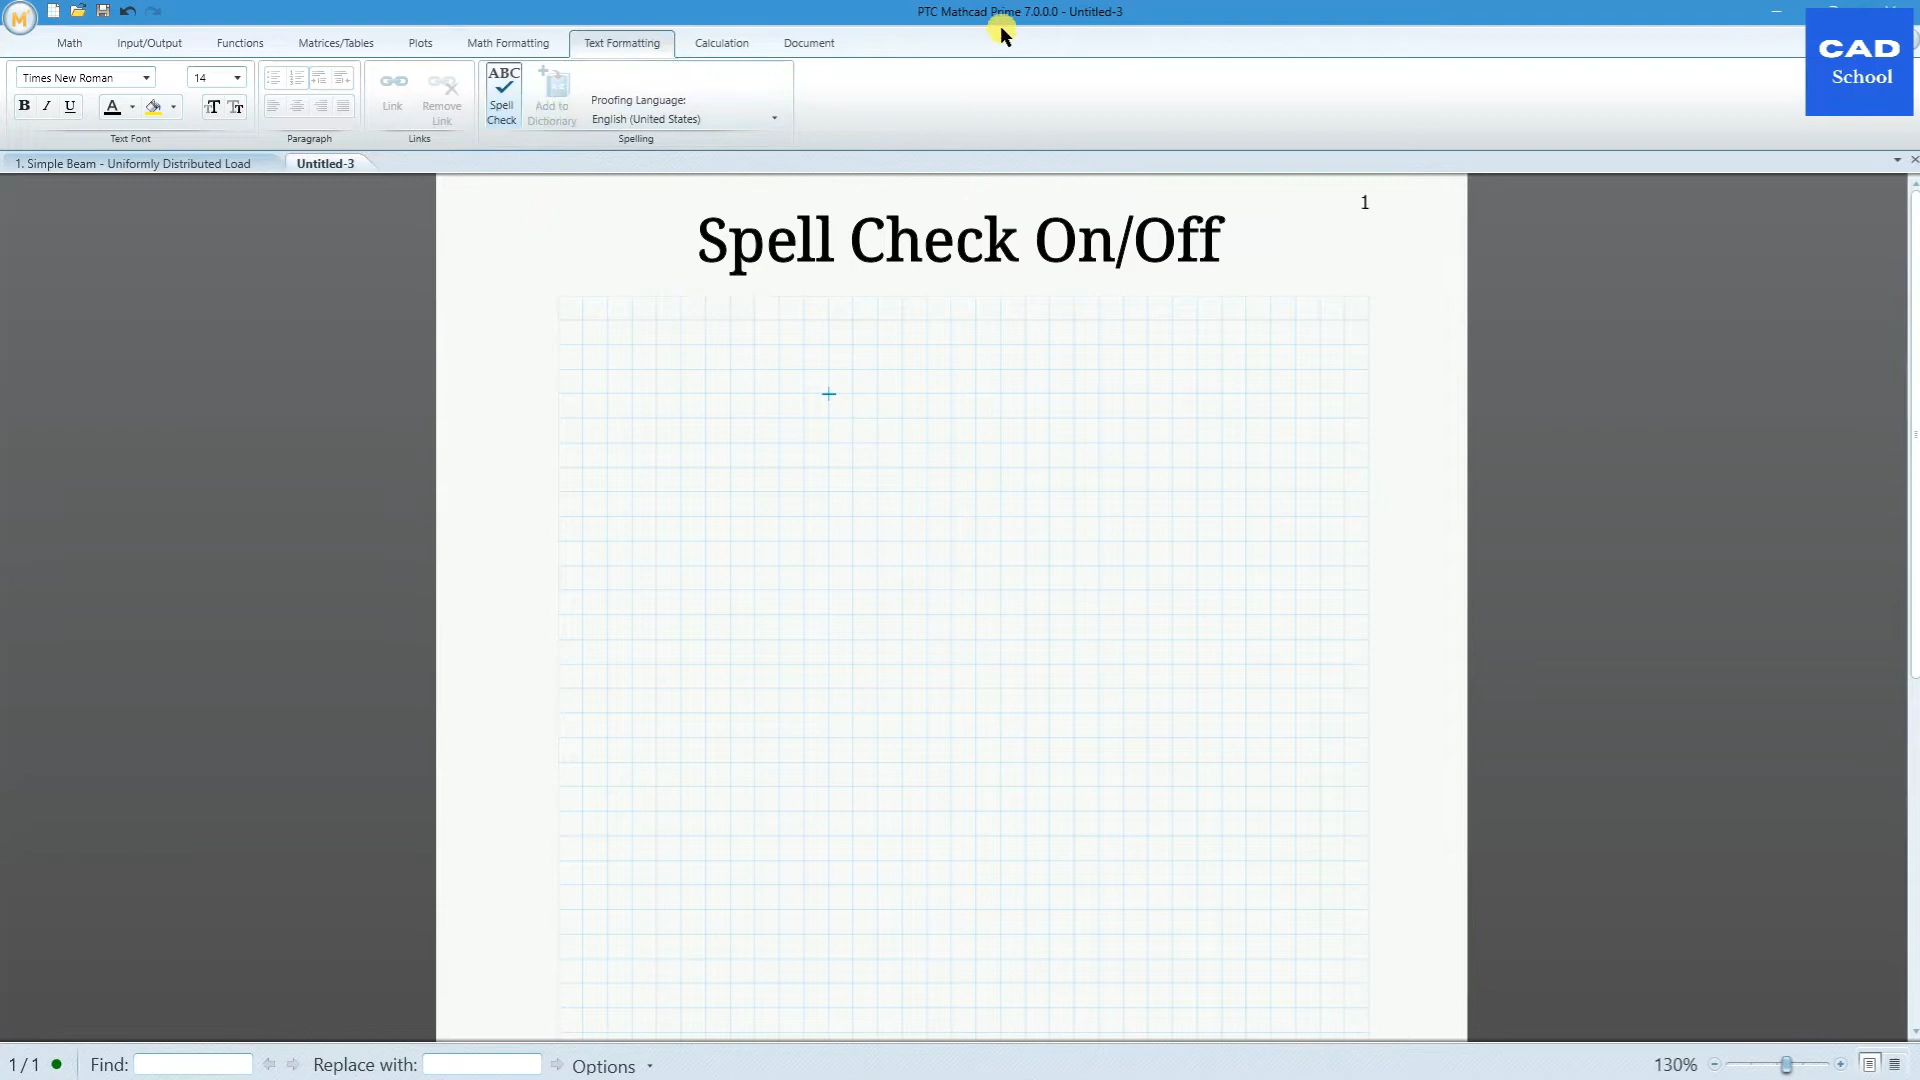 PTC Mathcad Prime 7.0.0.0 - Untitled-3
Math Input/Output Functions Matrices/Tables Plots Math Formatting Text Formatting Calculation Document
CAD
School
Times New Roman 14
B I U A
Link
Remove
Link
ABC
Spell
Check
Add to
Dictionary
Proofing Language:
English (United States)
Text Font Paragraph Links Spelling
1. Simple Beam - Uniformly Distributed Load Untitled-3
1
Spell Check On/Off
1 / 1 Find: Replace with: Options 130%